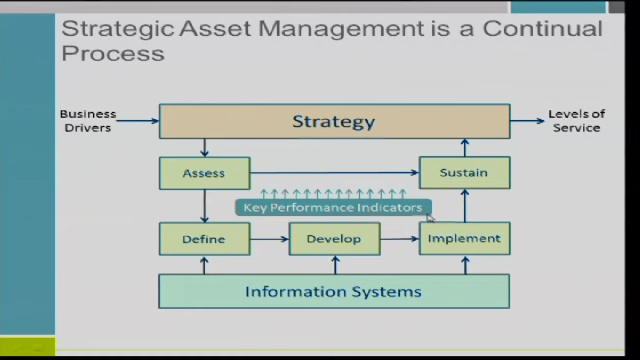 Strategic Asset Management is a Continual
Process
Business
Drivers
Strategy
Levels of
Service
Assess
Sustain
Key Performance Indicators
Define
Develop
Implement
Information Systems